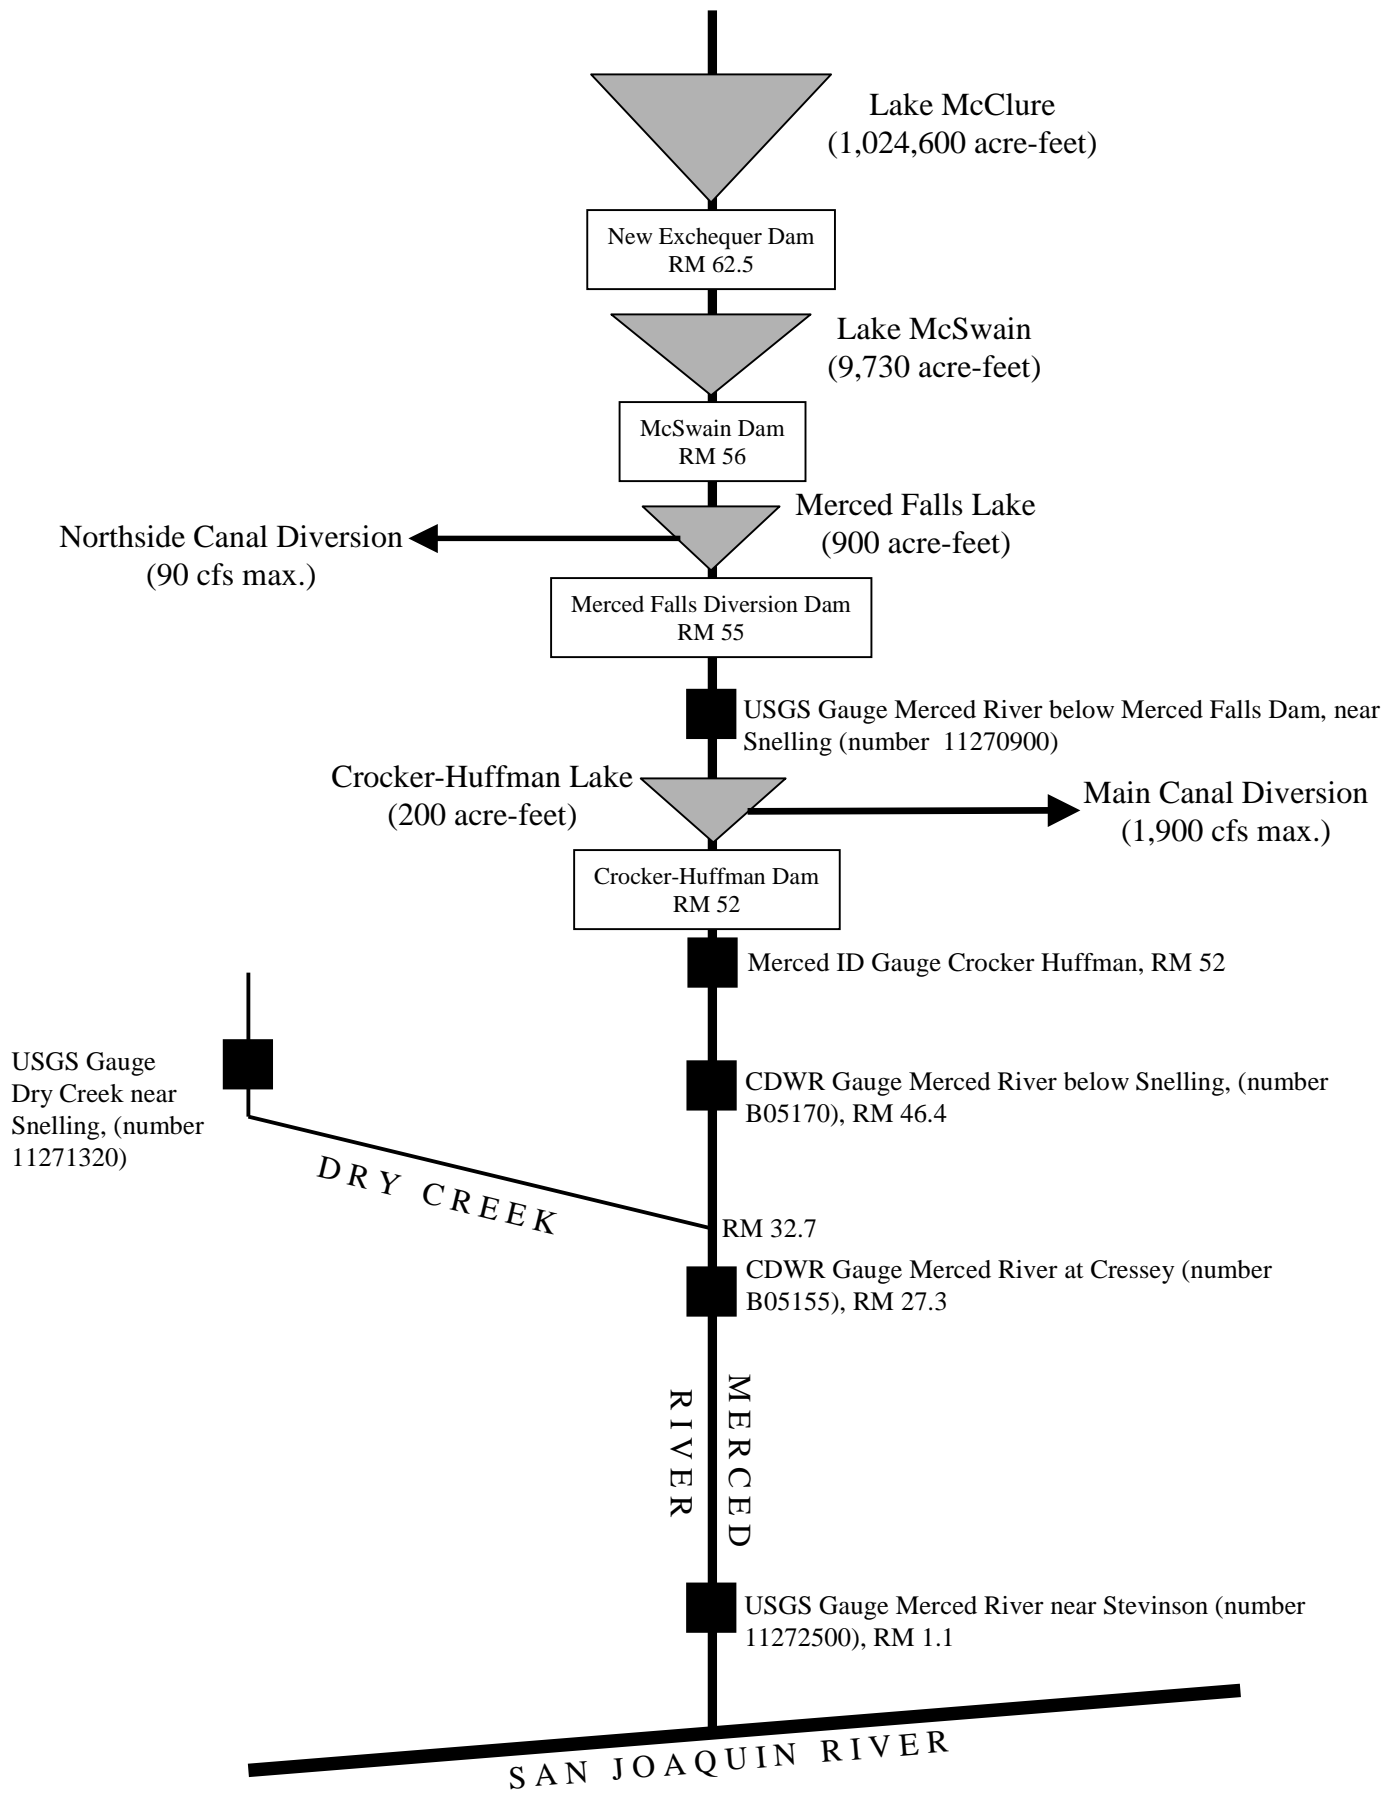 Lake McClure
(1,024,600 acre-feet)
New Exchequer Dam
RM 62.5
Lake McSwain
(9,730 acre-feet)
McSwain Dam
RM 56
Merced Falls Lake
(900 acre-feet)
Northside Canal Diversion
(90 cfs max.)
Merced Falls Diversion Dam
RM 55
USGS Gauge Merced River below Merced Falls Dam, near
Snelling (number 11270900)
Crocker-Huffman Lake
(200 acre-feet)
Main Canal Diversion
(1,900 cfs max.)
Crocker-Huffman Dam
RM 52
Merced ID Gauge Crocker Huffman, RM 52
USGS Gauge
Dry Creek near
Snelling, (number
11271320)
CDWR Gauge Merced River below Snelling, (number
B05170), RM 46.4
DRY CREEK
RM 32.7
CDWR Gauge Merced River at Cressey (number
B05155), RM 27.3
MERCED
RIVER
USGS Gauge Merced River near Stevinson (number
11272500), RM 1.1
SAN JOAQUIN RIVER